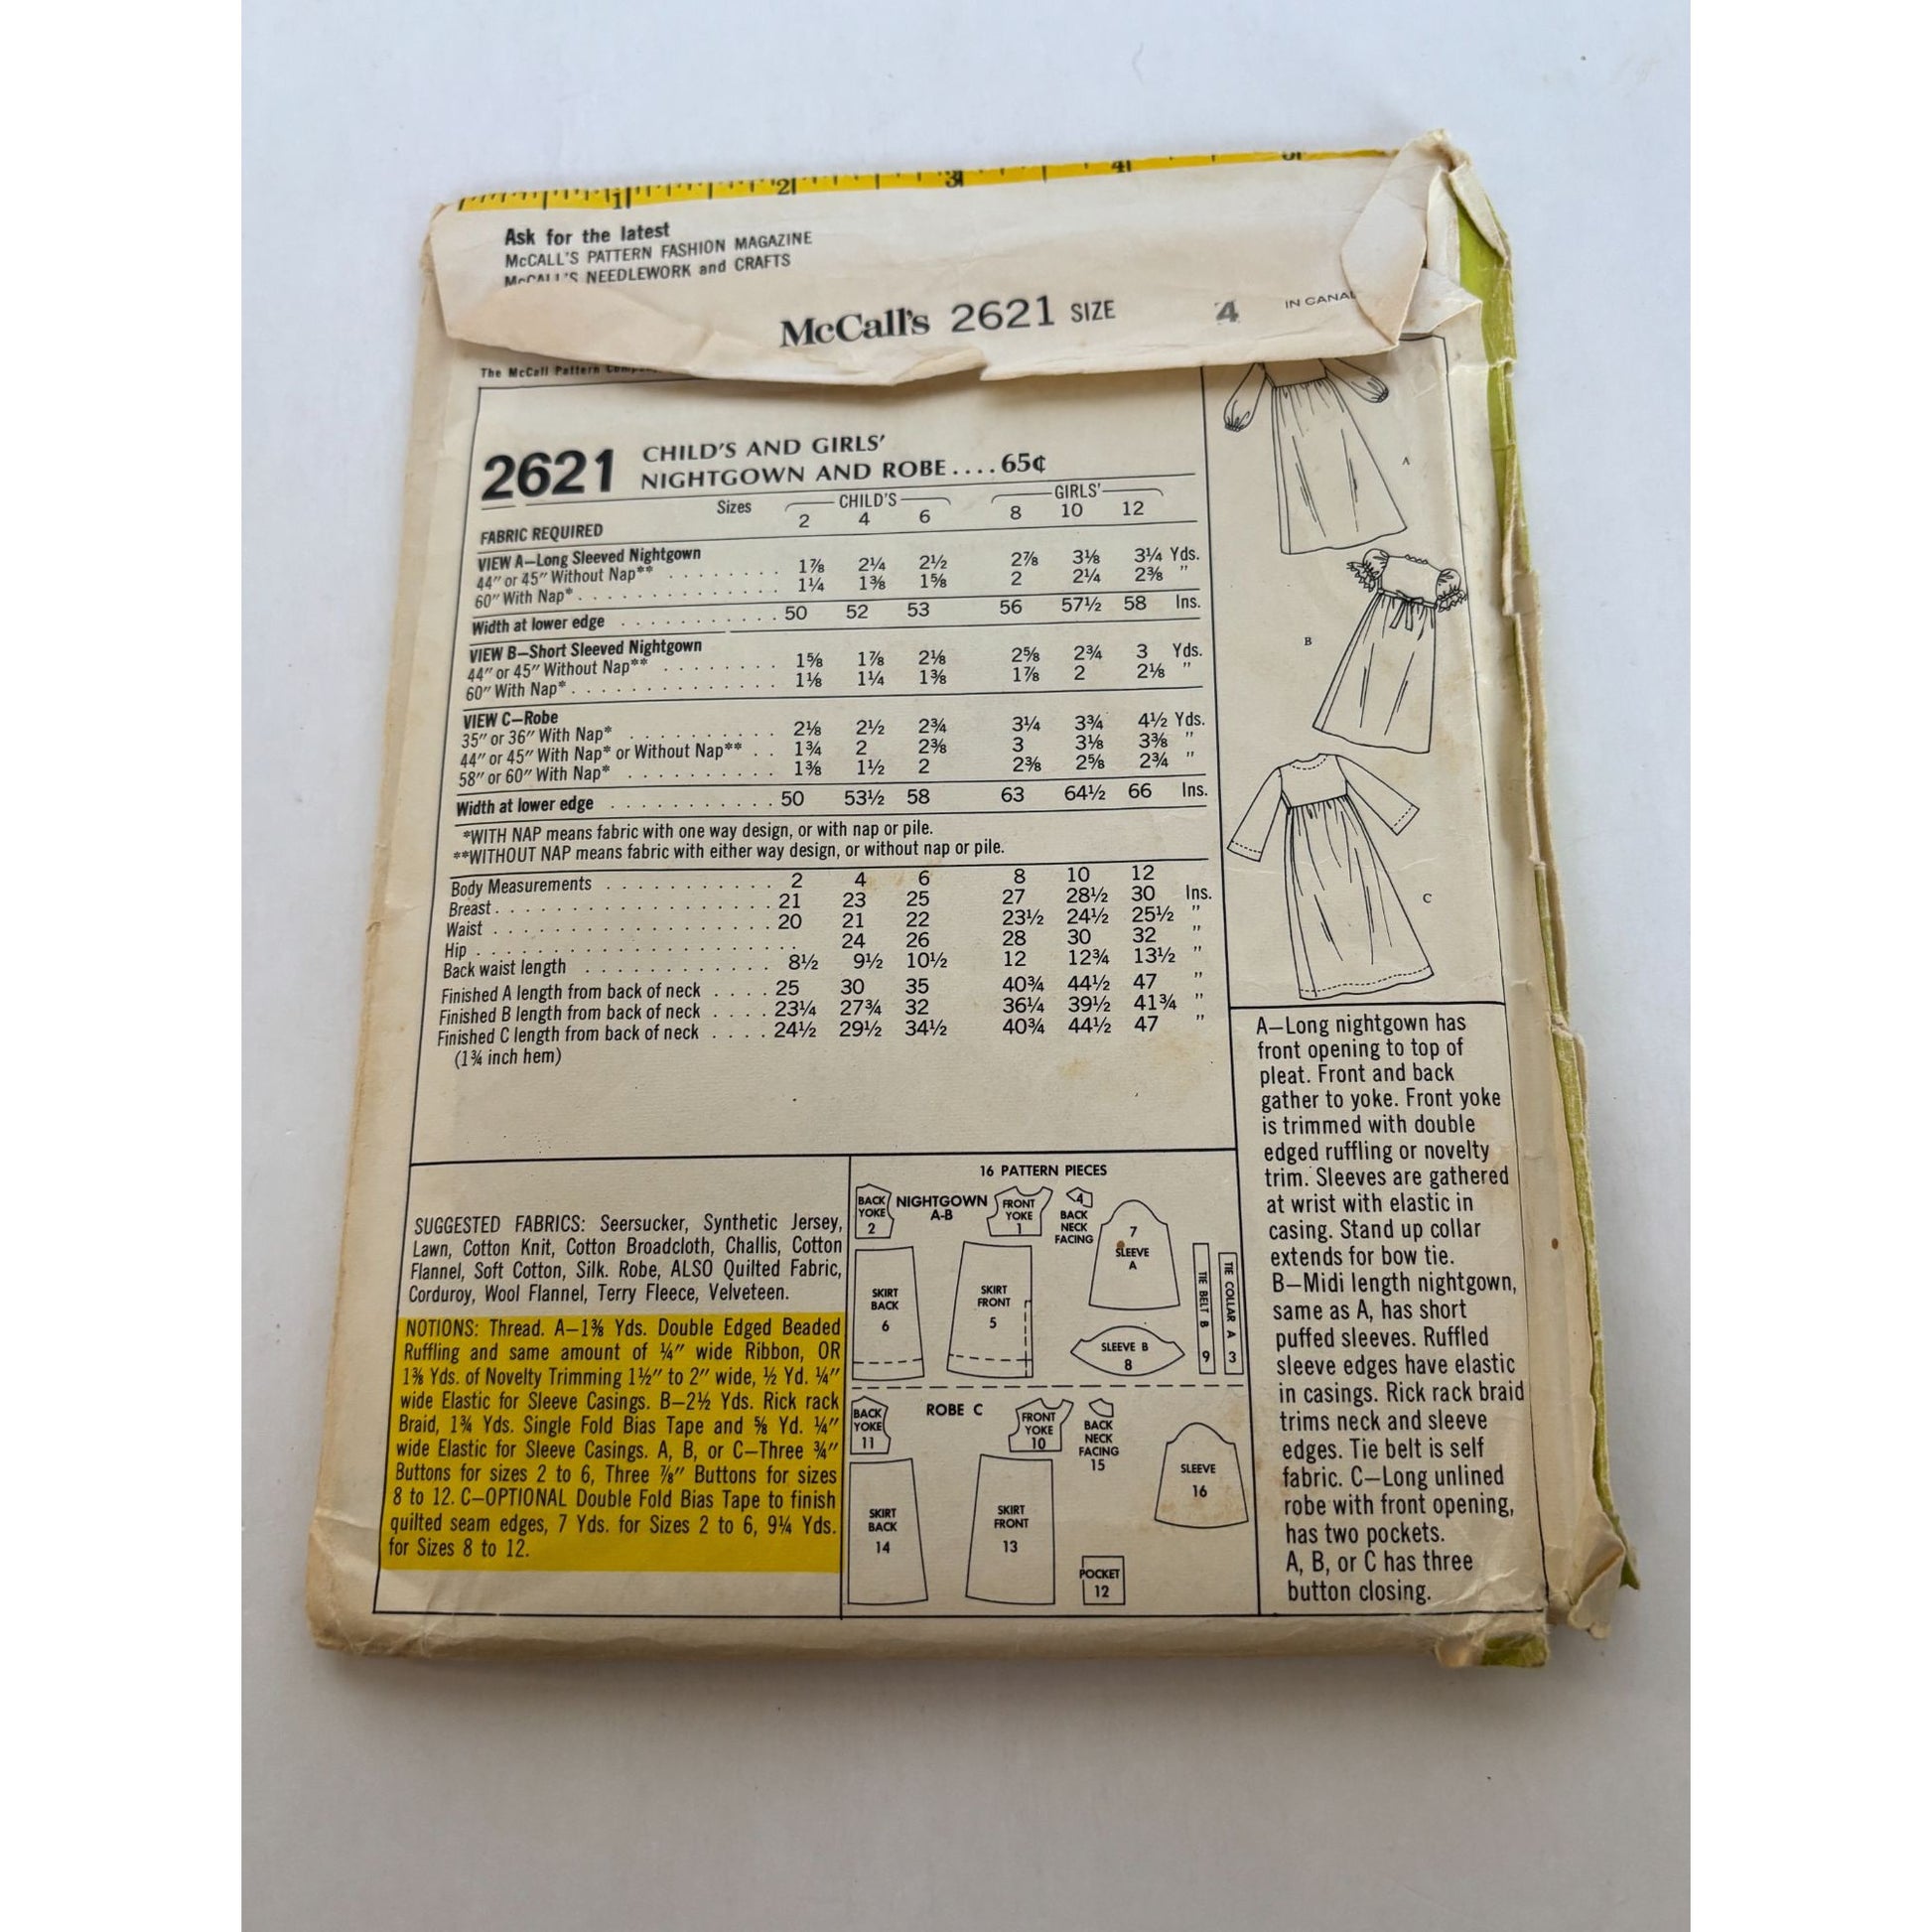 1 2 3 4 5
Ask for the latest
McCALL'S PATTERN FASHION MAGAZINE
McCALL'S NEEDLEWORK and CRAFTS
McCall's 2621 SIZE 4 IN CANA
The McCall Pattern
2621 CHILD'S AND GIRLS'
NIGHTGOWN AND ROBE....65¢
Sizes CHILD'S GIRLS'
2 4 6 8 10 12
FABRIC REQUIRED
VIEW A—Long Sleeved Nightgown
44" or 45" Without Nap** . . . . . . . . 1⅞ 2¼ 2½ 2⅞ 3⅛ 3¼ Yds.
60" With Nap* . . . . . . . . . . . . . . 1¼ 1⅜ 1⅝ 2 2¼ 2⅜ "
Width at lower edge . . . . . . . . . . . 50 52 53 56 57½ 58 Ins.
VIEW B—Short Sleeved Nightgown
44" or 45" Without Nap** . . . . . . . . 1⅝ 1⅞ 2⅛ 2⅝ 2¾ 3 Yds.
60" With Nap* . . . . . . . . . . . . . . 1⅛ 1¼ 1⅜ 1⅞ 2 2⅛ "
VIEW C—Robe
35" or 36" With Nap* . . . . . . . . . . 2⅛ 2½ 2¾ 3¼ 3¾ 4½ Yds.
44" or 45" With Nap* or Without Nap** . . 1¾ 2 2⅜ 3 3⅛ 3⅜ "
58" or 60" With Nap* . . . . . . . . . . 1⅜ 1½ 2 2⅜ 2⅝ 2¾ "
Width at lower edge . . . . . . . . . . . 50 53½ 58 63 64½ 66 Ins.
*WITH NAP means fabric with one way design, or with nap or pile.
**WITHOUT NAP means fabric with either way design, or without nap or pile.
Body Measurements . . . . . . . . . . . 2 4 6 8 10 12
Breast . . . . . . . . . . . . . . . . . 21 23 25 27 28½ 30 Ins.
Waist . . . . . . . . . . . . . . . . . 20 21 22 23½ 24½ 25½ "
Hip . . . . . . . . . . . . . . . . . . 24 26 28 30 32 "
Back waist length . . . . . . . . . . . 8½ 9½ 10½ 12 12¾ 13½ "
Finished A length from back of neck . . . . 25 30 35 40¾ 44½ 47 "
Finished B length from back of neck . . . . 23¼ 27¾ 32 36¼ 39½ 41¾ "
Finished C length from back of neck . . . . 24½ 29½ 34½ 40¾ 44½ 47 "
(1¾ inch hem)
A
B
C
A—Long nightgown has
front opening to top of
pleat. Front and back
gather to yoke. Front yoke
is trimmed with double
edged ruffling or novelty
trim. Sleeves are gathered
at wrist with elastic in
casing. Stand up collar
extends for bow tie.
B—Midi length nightgown,
same as A, has short
puffed sleeves. Ruffled
sleeve edges have elastic
in casings. Rick rack braid
trims neck and sleeve
edges. Tie belt is self
fabric. C—Long unlined
robe with front opening,
has two pockets.
A, B, or C has three
button closing.
SUGGESTED FABRICS: Seersucker, Synthetic Jersey,
Lawn, Cotton Knit, Cotton Broadcloth, Challis, Cotton
Flannel, Soft Cotton, Silk. Robe, ALSO Quilted Fabric,
Corduroy, Wool Flannel, Terry Fleece, Velveteen.
NOTIONS: Thread. A—1⅜ Yds. Double Edged Beaded
Ruffling and same amount of ¼" wide Ribbon, OR
1⅜ Yds. of Novelty Trimming 1½" to 2" wide, ½ Yd. ¼"
wide Elastic for Sleeve Casings. B—2½ Yds. Rick rack
Braid, 1¾ Yds. Single Fold Bias Tape and ⅝ Yd. ¼"
wide Elastic for Sleeve Casings. A, B, or C—Three ¾"
Buttons for sizes 2 to 6, Three ⅞" Buttons for sizes
8 to 12. C—OPTIONAL Double Fold Bias Tape to finish
quilted seam edges, 7 Yds. for Sizes 2 to 6, 9¼ Yds.
for Sizes 8 to 12.
16 PATTERN PIECES
NIGHTGOWN
A-B
BACK
YOKE
2
FRONT
YOKE
1
4
BACK
NECK
FACING
7
SLEEVE
A
SKIRT
BACK
6
SKIRT
FRONT
5
SLEEVE B
8
TIE BELT B 9
TIE COLLAR A 3
ROBE C
BACK
YOKE
11
FRONT
YOKE
10
BACK
NECK
FACING
15
SLEEVE
16
SKIRT
BACK
14
SKIRT
FRONT
13
POCKET
12